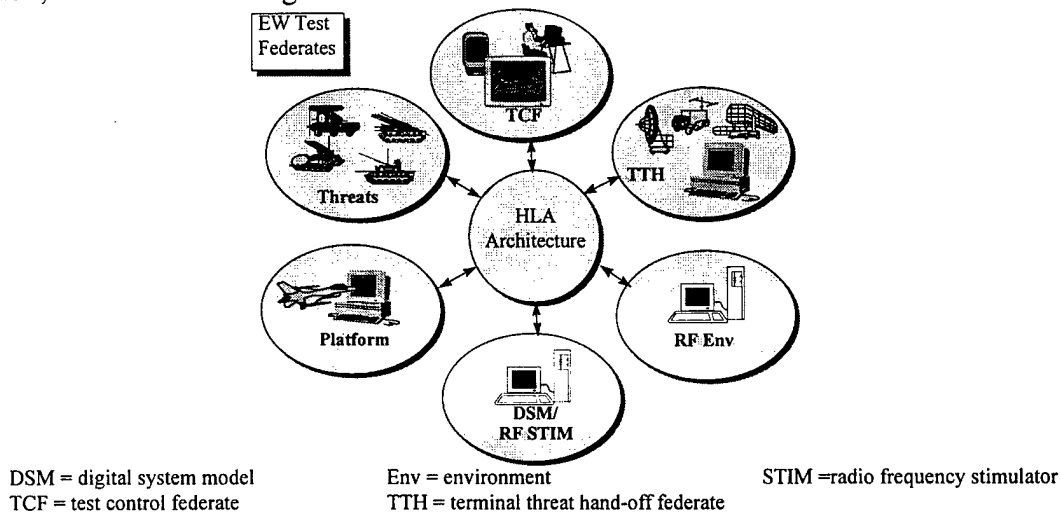 EW Test
Federates
TCF
Threats
TTH
HLA
Architecture
Platform
RF Env
DSM/
RF STIM
DSM = digital system model
Env = environment
STIM =radio frequency stimulator
TCF = test control federate
TTH = terminal threat hand-off federate